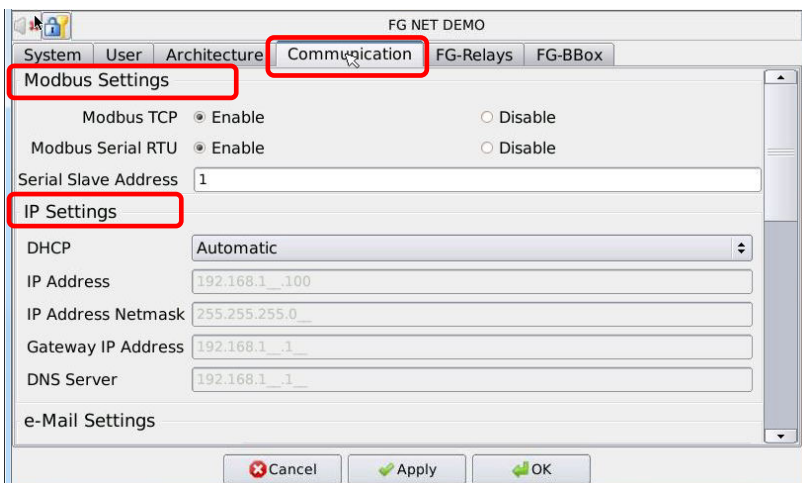 FG NET DEMO
System User Architecture Communication FG-Relays FG-BBox
Modbus Settings
Modbus TCP Enable Disable
Modbus Serial RTU Enable Disable
Serial Slave Address 1
IP Settings
DHCP Automatic
IP Address 192.168.1__.100
IP Address Netmask 255.255.255.0__
Gateway IP Address 192.168.1__.1__
DNS Server 192.168.1__.1__
e-Mail Settings
Cancel Apply OK